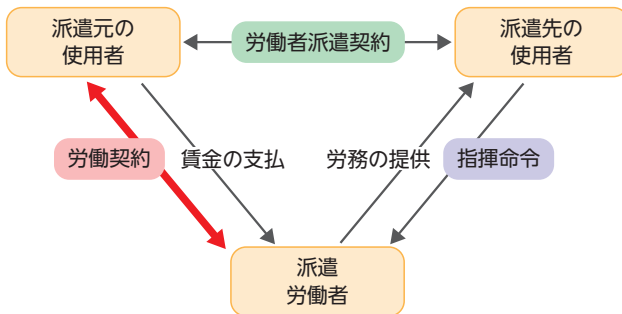 派遣元の
使用者
労働者派遣契約
派遣先の
使用者
労働契約
賃金の支払
労務の提供
指揮命令
派遣
労働者